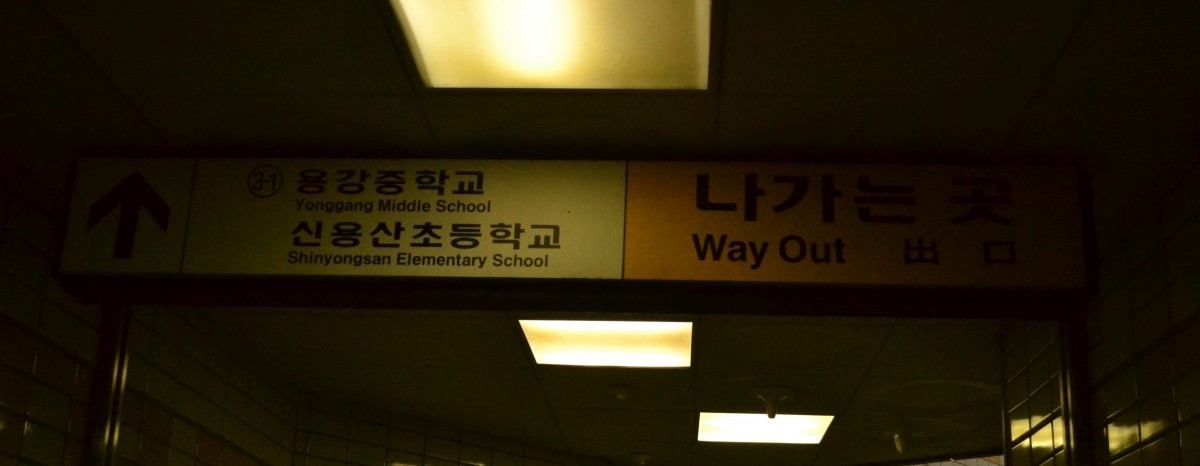 3-1 용강중학교
Yonggang Middle School
신용산초등학교
Shinyongsan Elementary School
나가는 곳
Way Out 出口